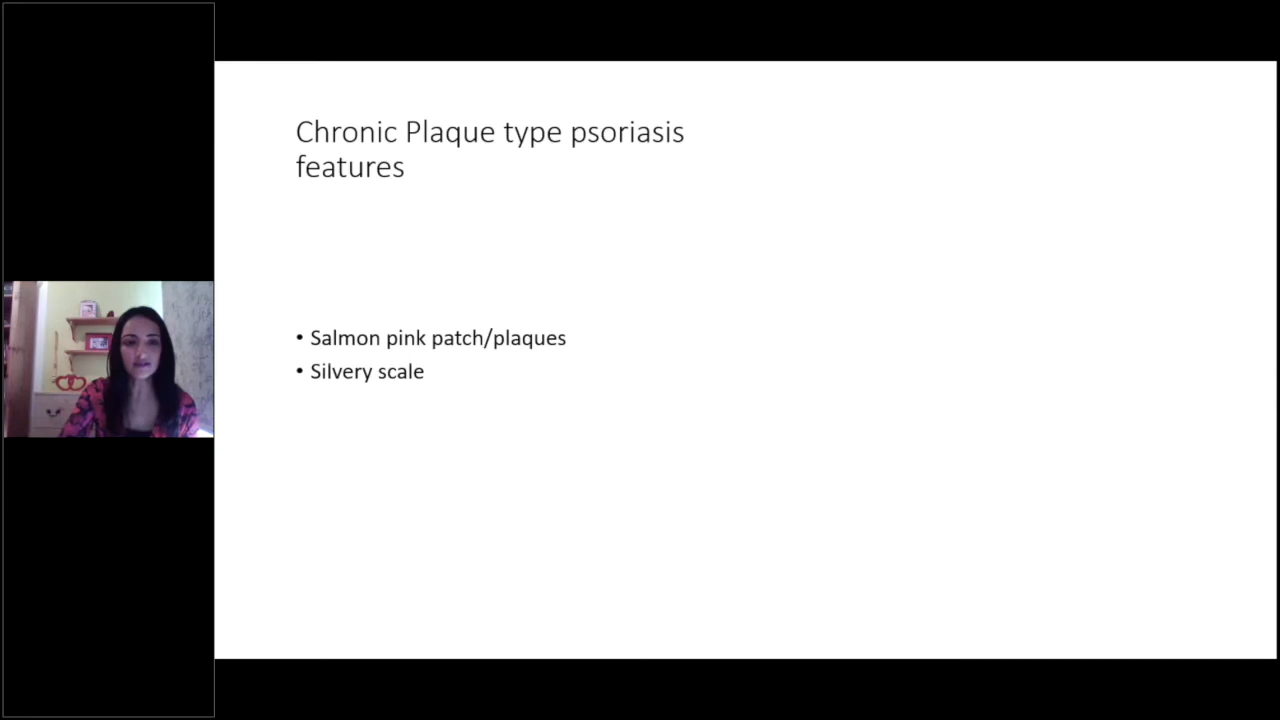 Chronic Plaque type psoriasis
features
• Salmon pink patch/plaques
• Silvery scale